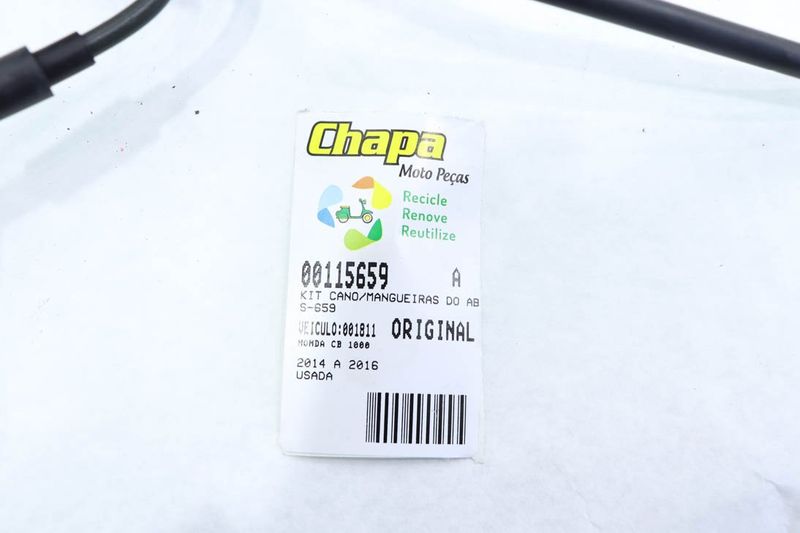 Chapa
Moto Peças
Recicle
Renove
Reutilize
00115659 A
KIT CANO/MANGUEIRAS DO AB
S-659
VEICULO:001811 ORIGINAL
HONDA CB 1000
2014 A 2016
USADA